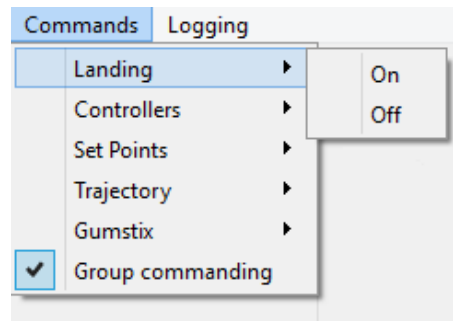 Commands Logging
Landing
On
Off
Controllers
Set Points
Trajectory
Gumstix
Group commanding